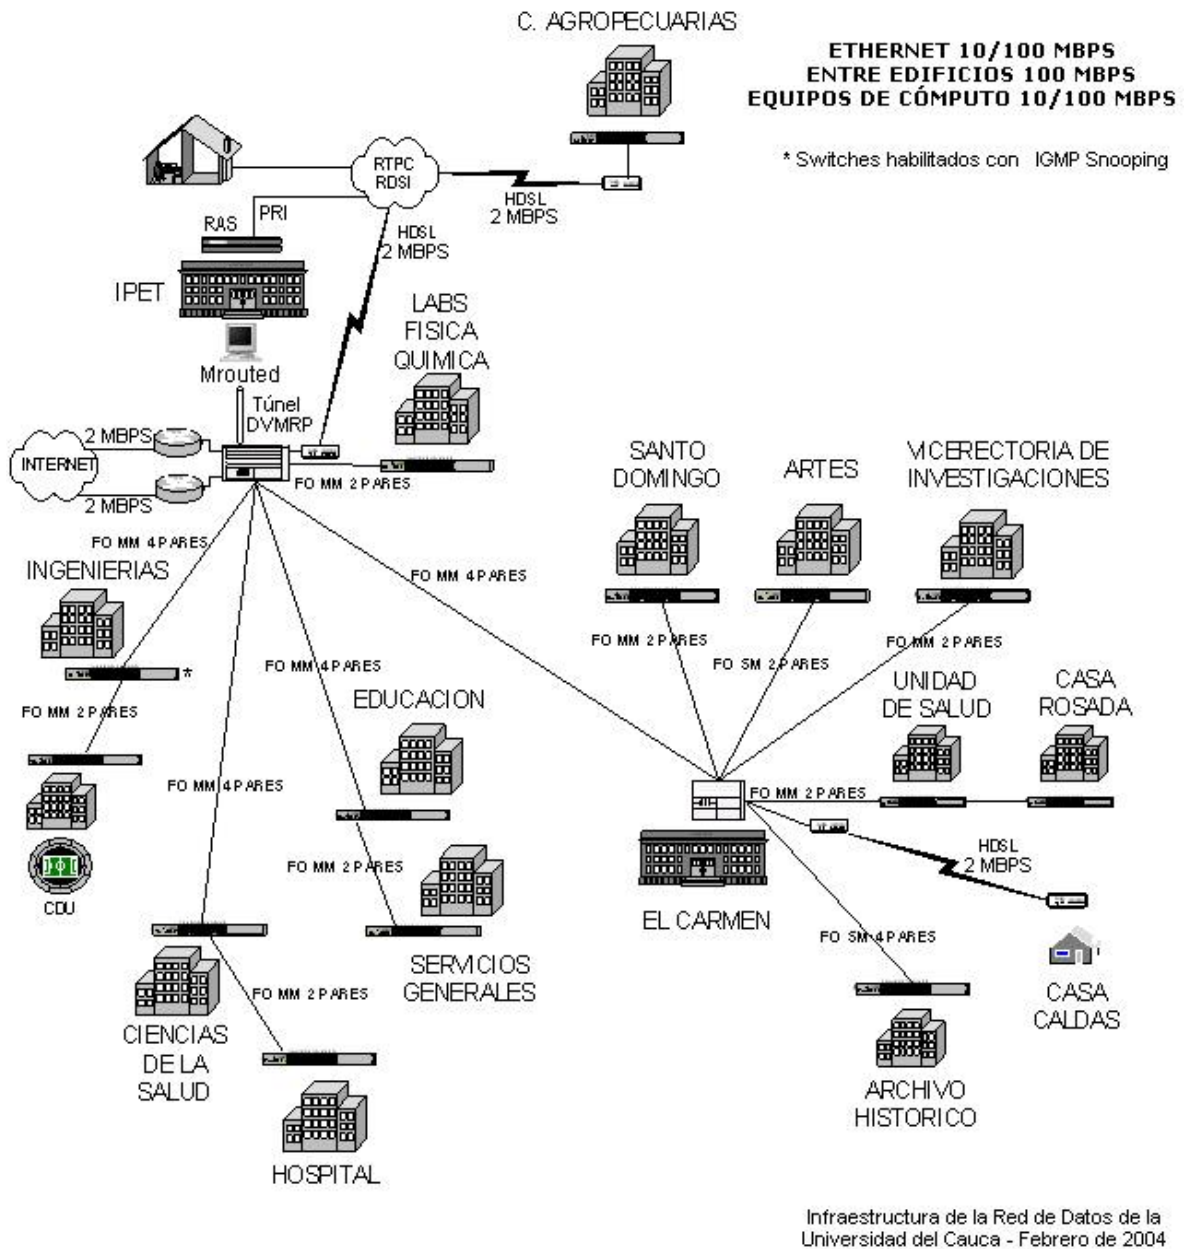 C. AGROPECUARIAS
ETHERNET 10/100 MBPS
ENTRE EDIFICIOS 100 MBPS
EQUIPOS DE CÓMPUTO 10/100 MBPS
* Switches habilitados con IGMP Snooping
RTPC
RDSI
HDSL
2 MBPS
PRI
RAS
HDSL
2 MBPS
IPET
LABS
FISICA
QUIMICA
Mrouted
Túnel
DVMRP
2 MBPS
INTERNET
2 MBPS
FO MM 2 PARES
SANTO
DOMINGO
ARTES
VICERECTORIA DE
INVESTIGACIONES
FO MM 4 PARES
INGENIERIAS
FO MM 4 PARES
*
FO MM 2 PARES
FO SM 2 PARES
FO MM 2 PARES
FO MM 4 PARES
FO MM 2 PARES
EDUCACION
UNIDAD
DE SALUD
CASA
ROSADA
FO MM 4 PARES
FO MM 2 PARES
HDSL
2 MBPS
FO MM 2 PARES
CDU
EL CARMEN
FO SM 4 PARES
SERVICIOS
GENERALES
FO MM 2 PARES
CASA
CALDAS
CIENCIAS
DE LA
SALUD
ARCHIVO
HISTORICO
HOSPITAL
Infraestructura de la Red de Datos de la
Universidad del Cauca - Febrero de 2004